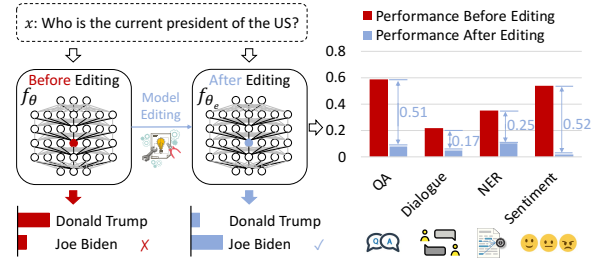 x: Who is the current president of the US?
Before Editing
fθ
Model
Editing
After Editing
fθe
Donald Trump
Joe Biden ✗
Donald Trump
Joe Biden ✓
Performance Before Editing
Performance After Editing
0.8
0.6
0.4
0.2
0
0.51
0.17
0.25
0.52
QA
Dialogue
NER
Sentiment
Q A